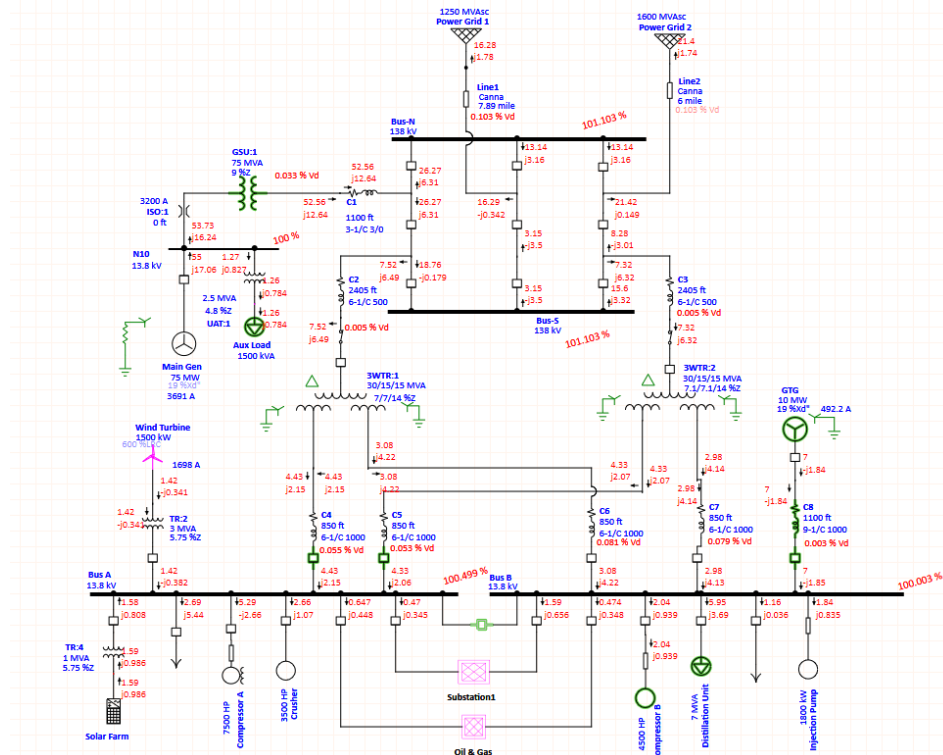 1250 MVAsc
Power Grid 1
16.28
j1.78
1600 MVAsc
Power Grid 2
21.4
j1.74
Line1
Canna
7.89 mile
0.103 % Vd
Line2
Canna
6 mile
0.103 % Vd
Bus-N
138 kV
101.103 %
GSU:1
75 MVA
9 %Z
0.033 % Vd
52.56
j12.64
52.56
j12.64
C1
1100 ft
3-1/C 3/0
26.27
j6.31
26.27
j6.31
13.14
j3.16
13.14
j3.16
16.29
-j0.342
21.42
j0.149
3200 A
ISO:1
0 ft
53.73
j16.24
100 %
N10
13.8 kV
55
j17.06
1.27
j0.827
1.26
j0.784
2.5 MVA
4.8 %Z
UAT:1
1.26
j0.784
Aux Load
1500 kVA
Main Gen
75 MW
19 %Xd"
3691 A
7.52
j6.49
18.76
-j0.179
3.15
-j3.5
8.28
-j3.01
7.32
j6.32
3.15
-j3.5
15.6
j3.32
C2
2405 ft
6-1/C 500
0.005 % Vd
C3
2405 ft
6-1/C 500
0.005 % Vd
Bus-S
138 kV
101.103 %
7.52
j6.49
7.32
j6.32
3WTR:1
30/15/15 MVA
7/7/14 %Z
3WTR:2
30/15/15 MVA
7.1/7.1/14 %Z
GTG
10 MW
19 %Xd"
492.2 A
Wind Turbine
1500 kW
600 %LRC
1698 A
1.42
-j0.341
1.42
-j0.341
TR:2
3 MVA
5.75 %Z
1.42
-j0.382
3.08
j4.22
4.43
j2.15
4.43
j2.15
3.08
j4.22
4.33
j2.07
4.33
j2.07
2.98
j4.14
2.98
j4.14
7
-j1.84
7
-j1.84
C4
850 ft
6-1/C 1000
0.055 % Vd
C5
850 ft
6-1/C 1000
0.053 % Vd
C6
850 ft
6-1/C 1000
0.081 % Vd
C7
850 ft
6-1/C 1000
0.079 % Vd
C8
1100 ft
9-1/C 1000
0.003 % Vd
4.43
j2.15
4.33
j2.06
3.08
j4.22
2.98
j4.13
7
-j1.85
Bus A
13.8 kV
100.499 %
Bus B
13.8 kV
100.003 %
1.58
j0.808
2.69
j5.44
5.29
-j2.66
2.66
j1.07
0.647
j0.448
0.47
j0.345
1.59
j0.656
0.474
j0.348
2.04
j0.939
5.95
j3.69
1.16
j0.036
1.84
j0.835
TR:4
1 MVA
5.75 %Z
1.59
j0.986
1.59
j0.986
Solar Farm
7500 HP
Compressor A
3500 HP
Crusher
Substation1
Oil & Gas
2.04
j0.939
4500 HP
ompressor B
7 MVA
Distillation Unit
1800 kW
Injection Pump